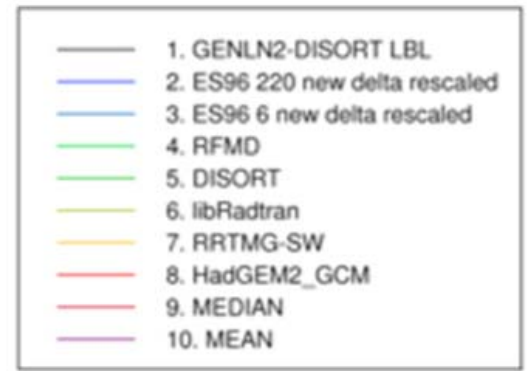 1. GENLN2-DISORT LBL
2. ES96 220 new delta rescaled
3. ES96 6 new delta rescaled
4. RFMD
5. DISORT
6. libRadtran
7. RRTMG-SW
8. HadGEM2_GCM
9. MEDIAN
10. MEAN